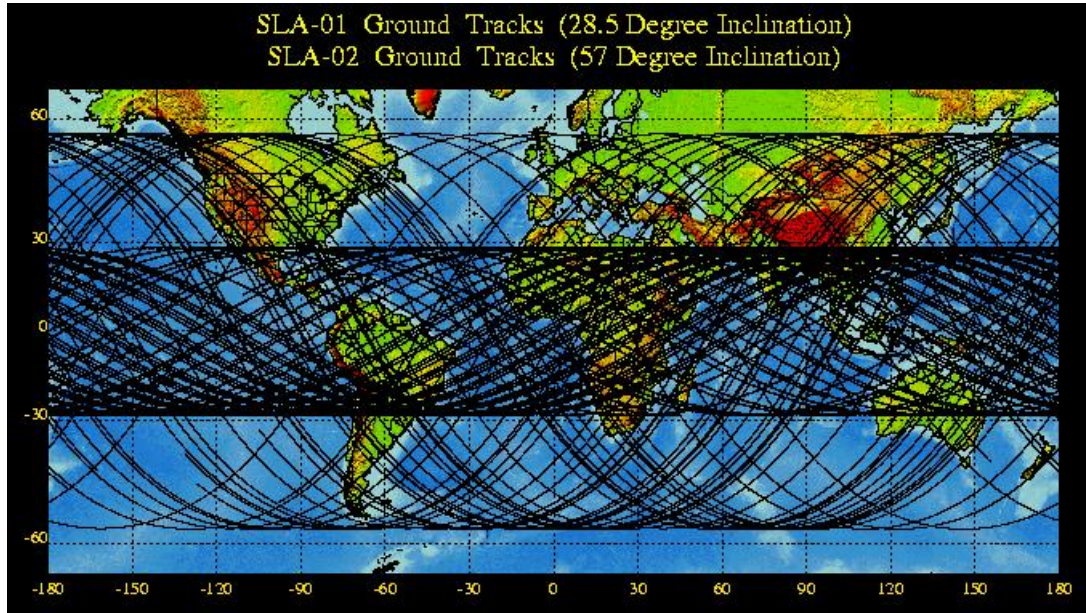 SLA-01 Ground Tracks (28.5 Degree Inclination)
SLA-02 Ground Tracks (57 Degree Inclination)
60
30
0
-30
-60
-180 -150 -120 -90 -60 -30 0 30 60 90 120 150 180